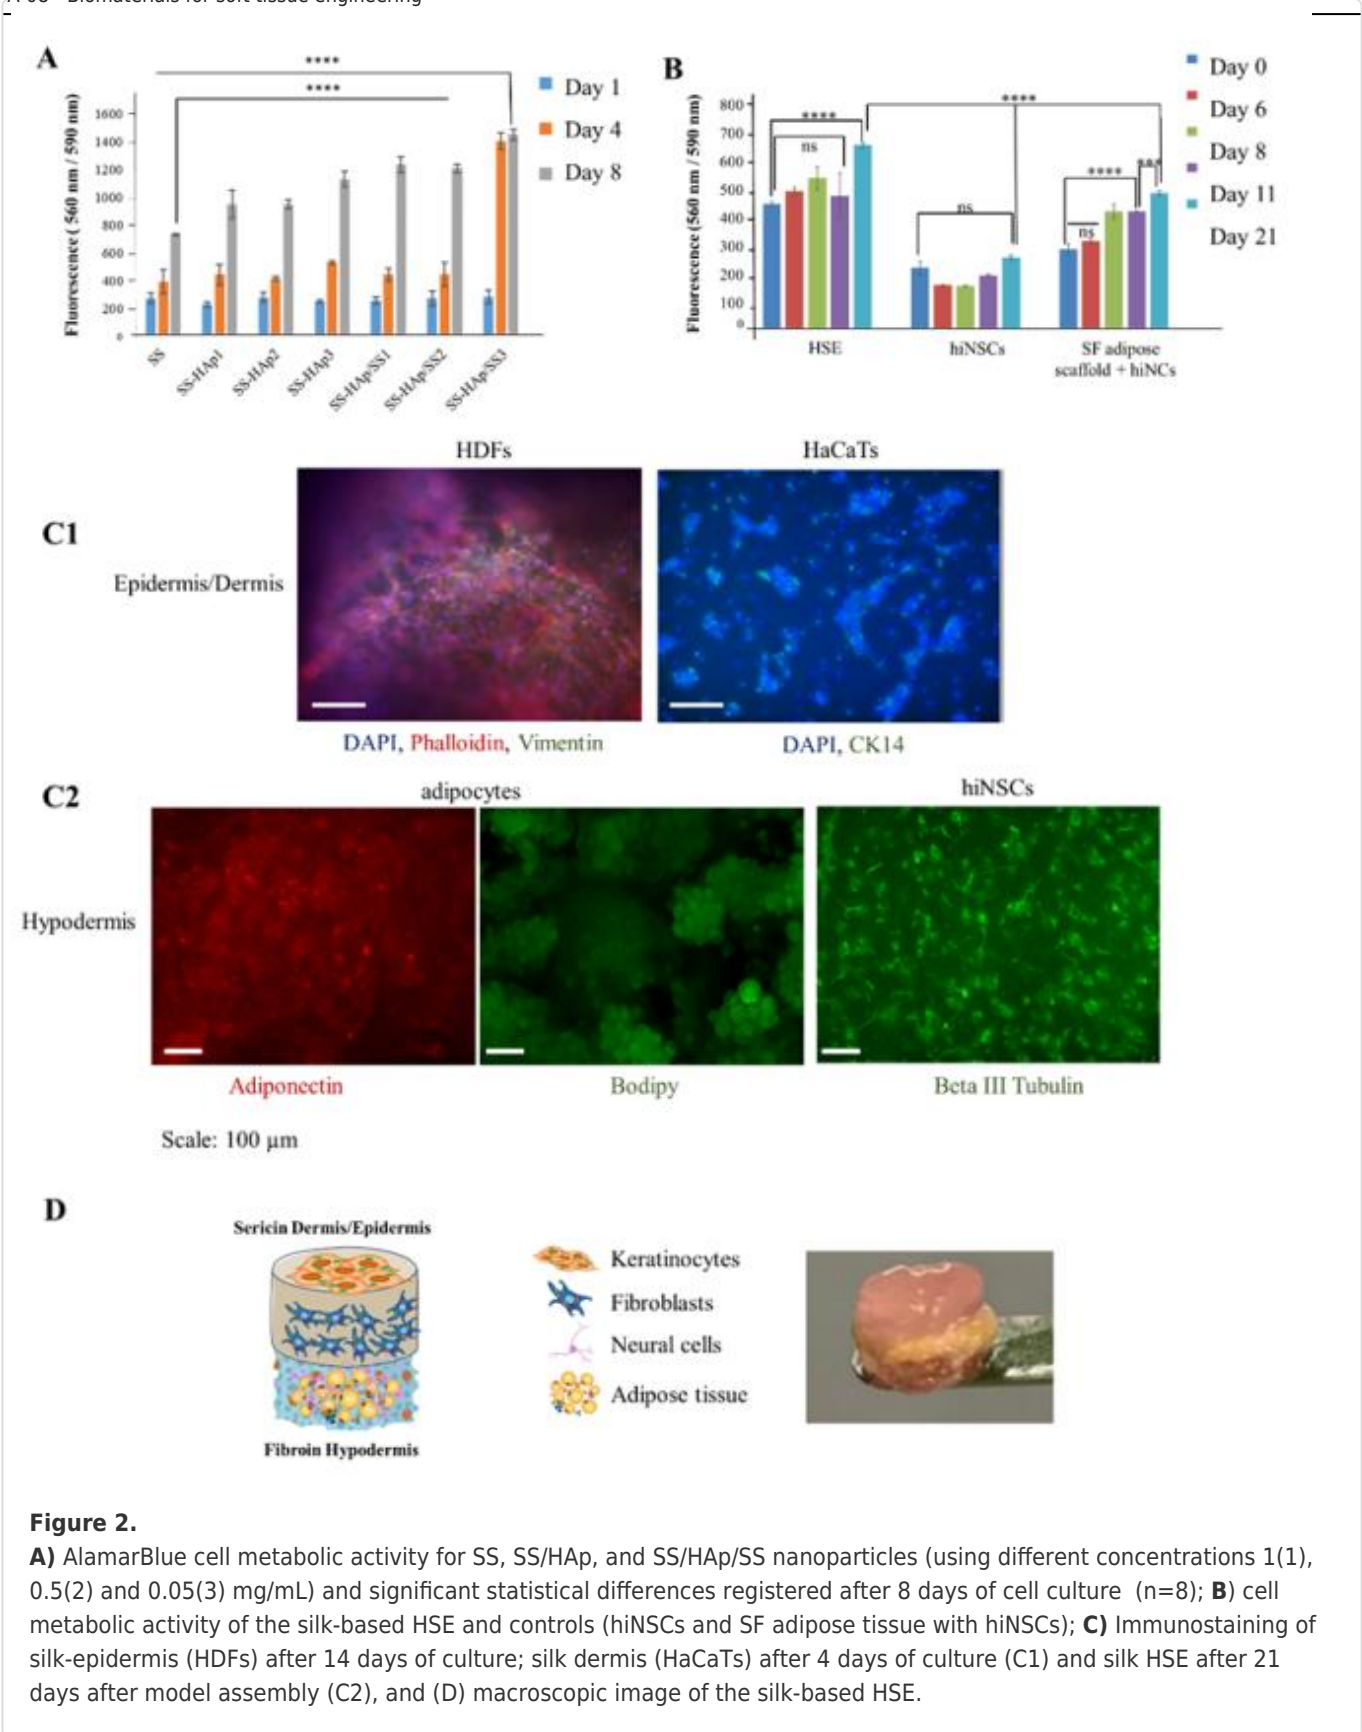 A-08 - Biomaterials for soft tissue engineering
A
****
****
Fluorescence ( 560 nm / 590 nm)
1600
1400
1200
1000
800
600
400
200
0
SS
SS-HAp1
SS-HAp2
SS-HAp3
SS-HAp/SS1
SS-HAp/SS2
SS-HAp/SS3
Day 1
Day 4
Day 8
B
Fluorescence (560 nm / 590 nm)
800
700
600
500
400
300
200
100
0
****
ns
ns
****
ns
****
***
HSE
hiNSCs
SF adipose
scaffold + hiNCs
Day 0
Day 6
Day 8
Day 11
Day 21
HDFs
HaCaTs
C1
Epidermis/Dermis
DAPI, Phalloidin, Vimentin
DAPI, CK14
C2
adipocytes
hiNSCs
Hypodermis
Adiponectin
Bodipy
Beta III Tubulin
Scale: 100 µm
D
Sericin Dermis/Epidermis
Fibroin Hypodermis
Keratinocytes
Fibroblasts
Neural cells
Adipose tissue
Figure 2.
A) AlamarBlue cell metabolic activity for SS, SS/HAp, and SS/HAp/SS nanoparticles (using different concentrations 1(1),
0.5(2) and 0.05(3) mg/mL) and significant statistical differences registered after 8 days of cell culture (n=8); B) cell
metabolic activity of the silk-based HSE and controls (hiNSCs and SF adipose tissue with hiNSCs); C) Immunostaining of
silk-epidermis (HDFs) after 14 days of culture; silk dermis (HaCaTs) after 4 days of culture (C1) and silk HSE after 21
days after model assembly (C2), and (D) macroscopic image of the silk-based HSE.